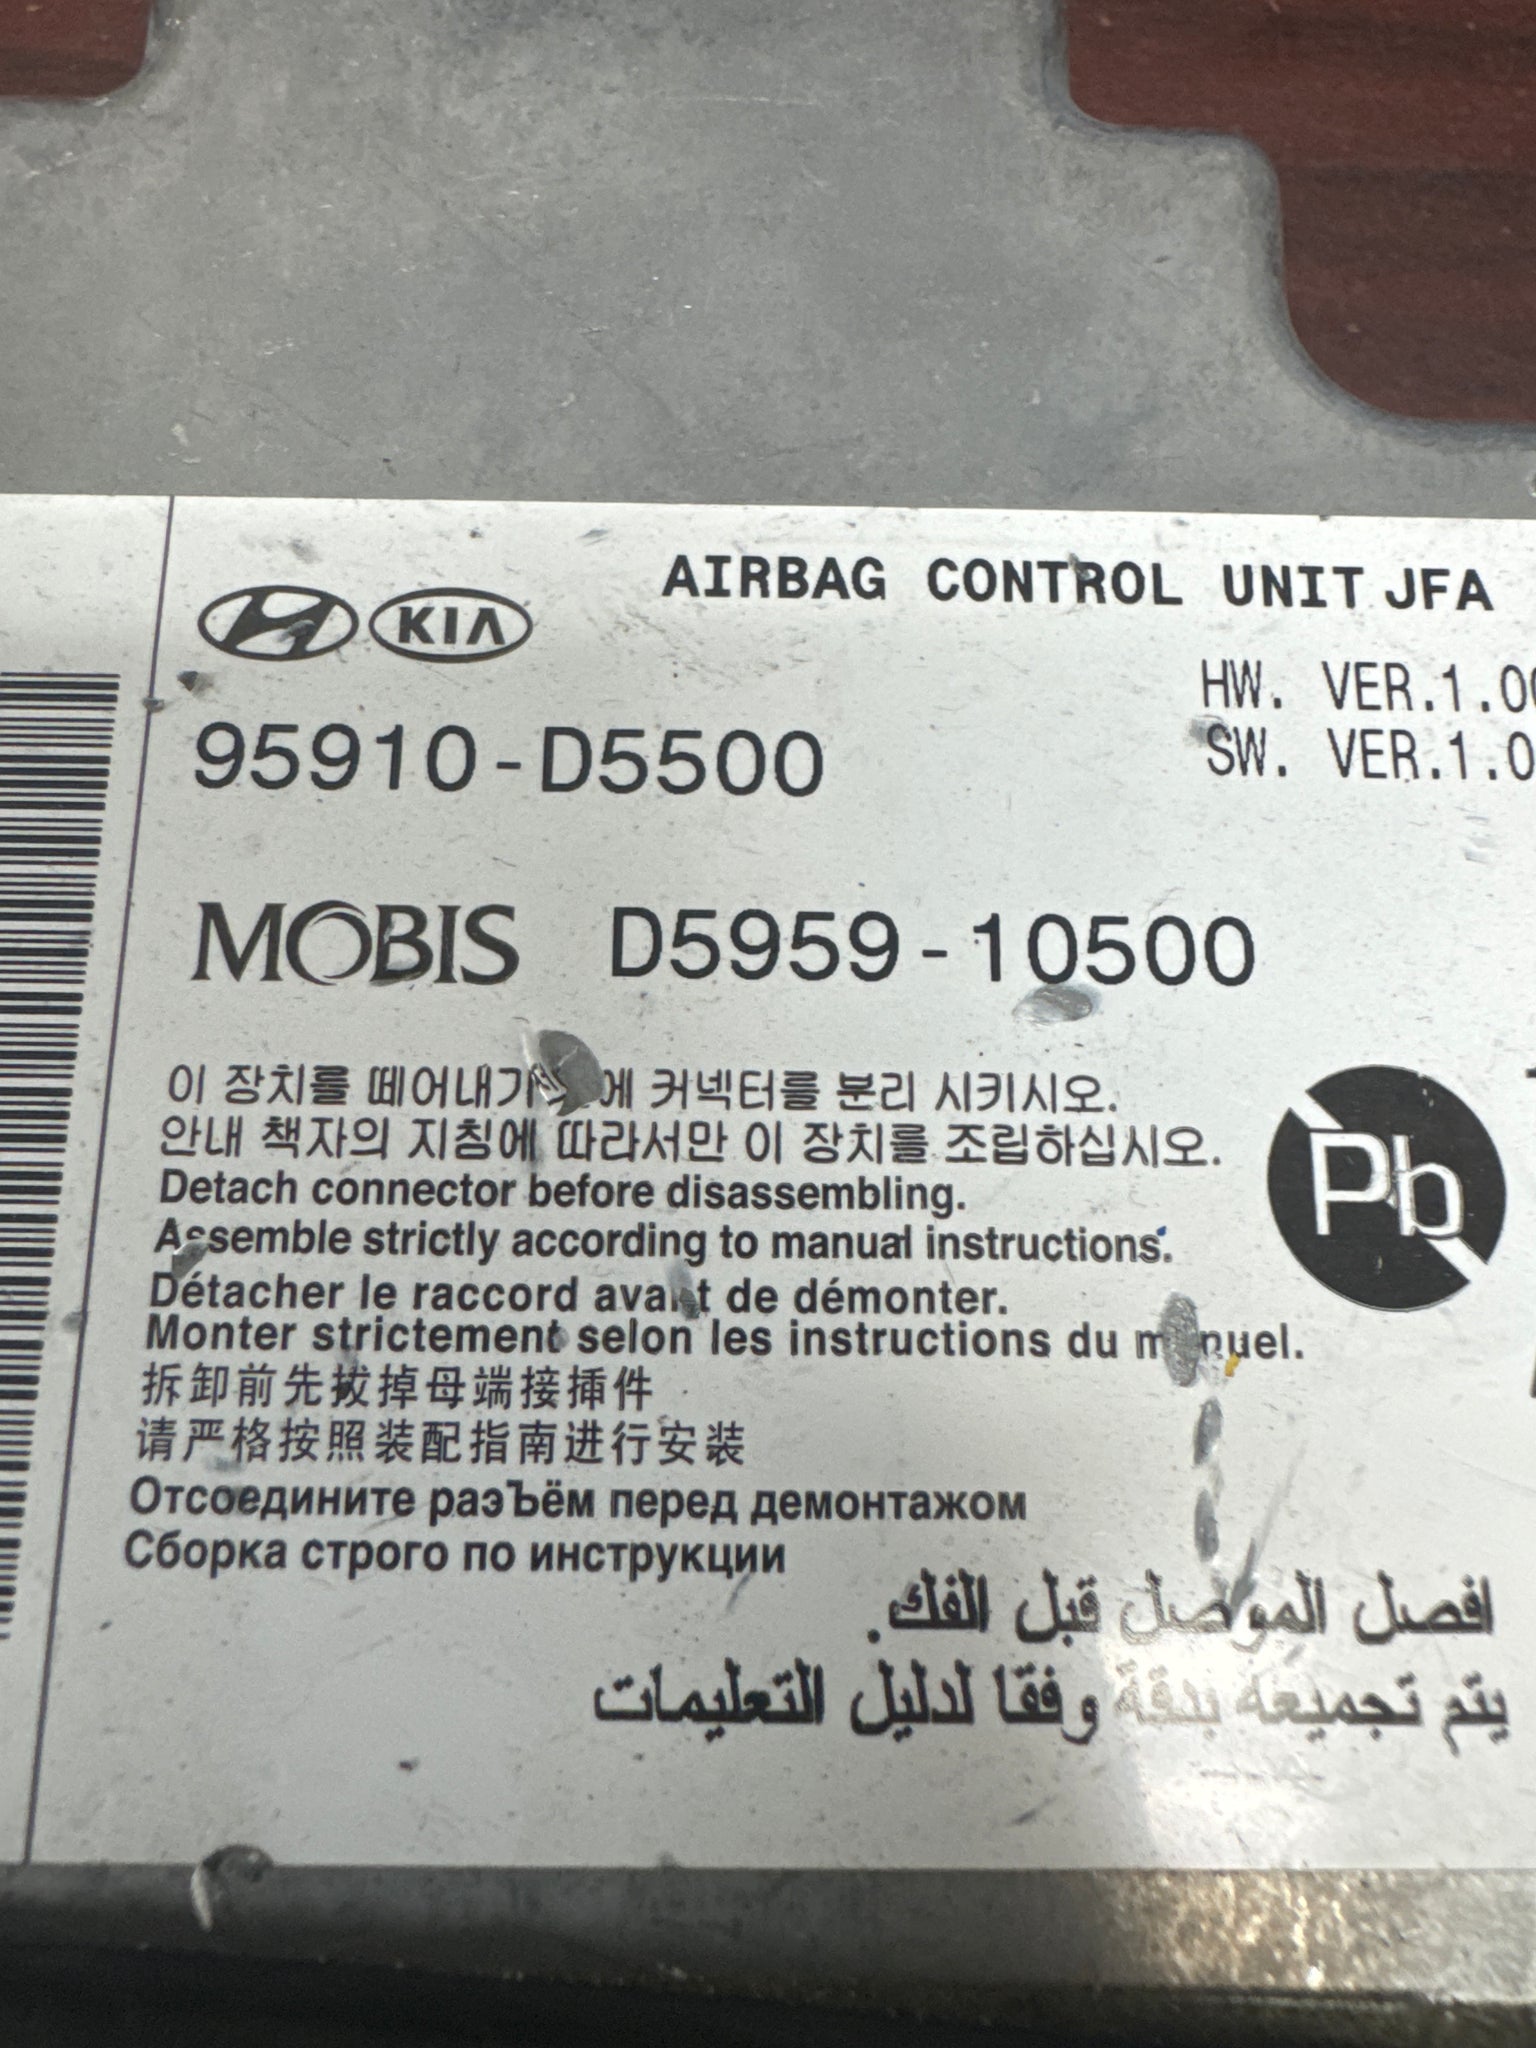 KIA
AIRBAG CONTROL UNIT JFA
HW. VER.1.0
SW. VER.1.0
95910-D5500
MOBIS D5959-10500
이 장치를 떼어내기 에 커넥터를 분리 시키시오.
안내 책자의 지침에 따라서만 이 장치를 조립하십시오.
Pb
Detach connector before disassembling.
Assemble strictly according to manual instructions.
Détacher le raccord avant de démonter.
Monter strictement selon les instructions du manuel.
拆卸前先拔掉母端接插件
请严格按照装配指南进行安装
Отсоедините раэЪём перед демонтажом
Сборка строго по инструкции
افصل الموصل قبل الفك.
يتم تجميعه بدقة وفقا لدليل التعليمات